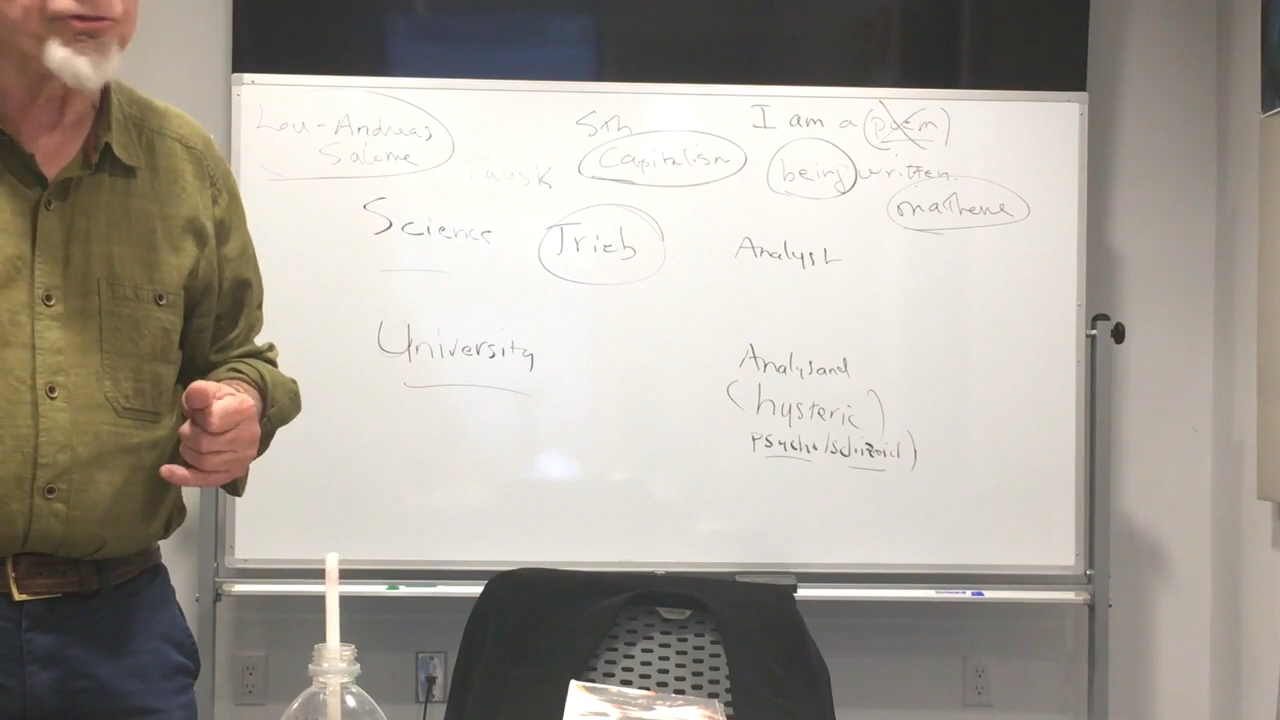 Lou-Andreas
Salome
Tausk
5th
Capitalism
I am a poem
being written.
matheme
Science
Trieb
Analyst
University
Analysand
(hysteric)
psycho/schizoid)